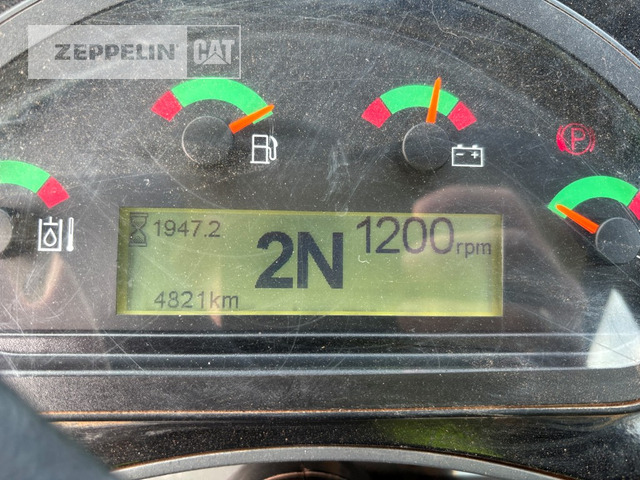 ZEPPELIN CAT
P
1947.2
2N
1200rpm
4821km